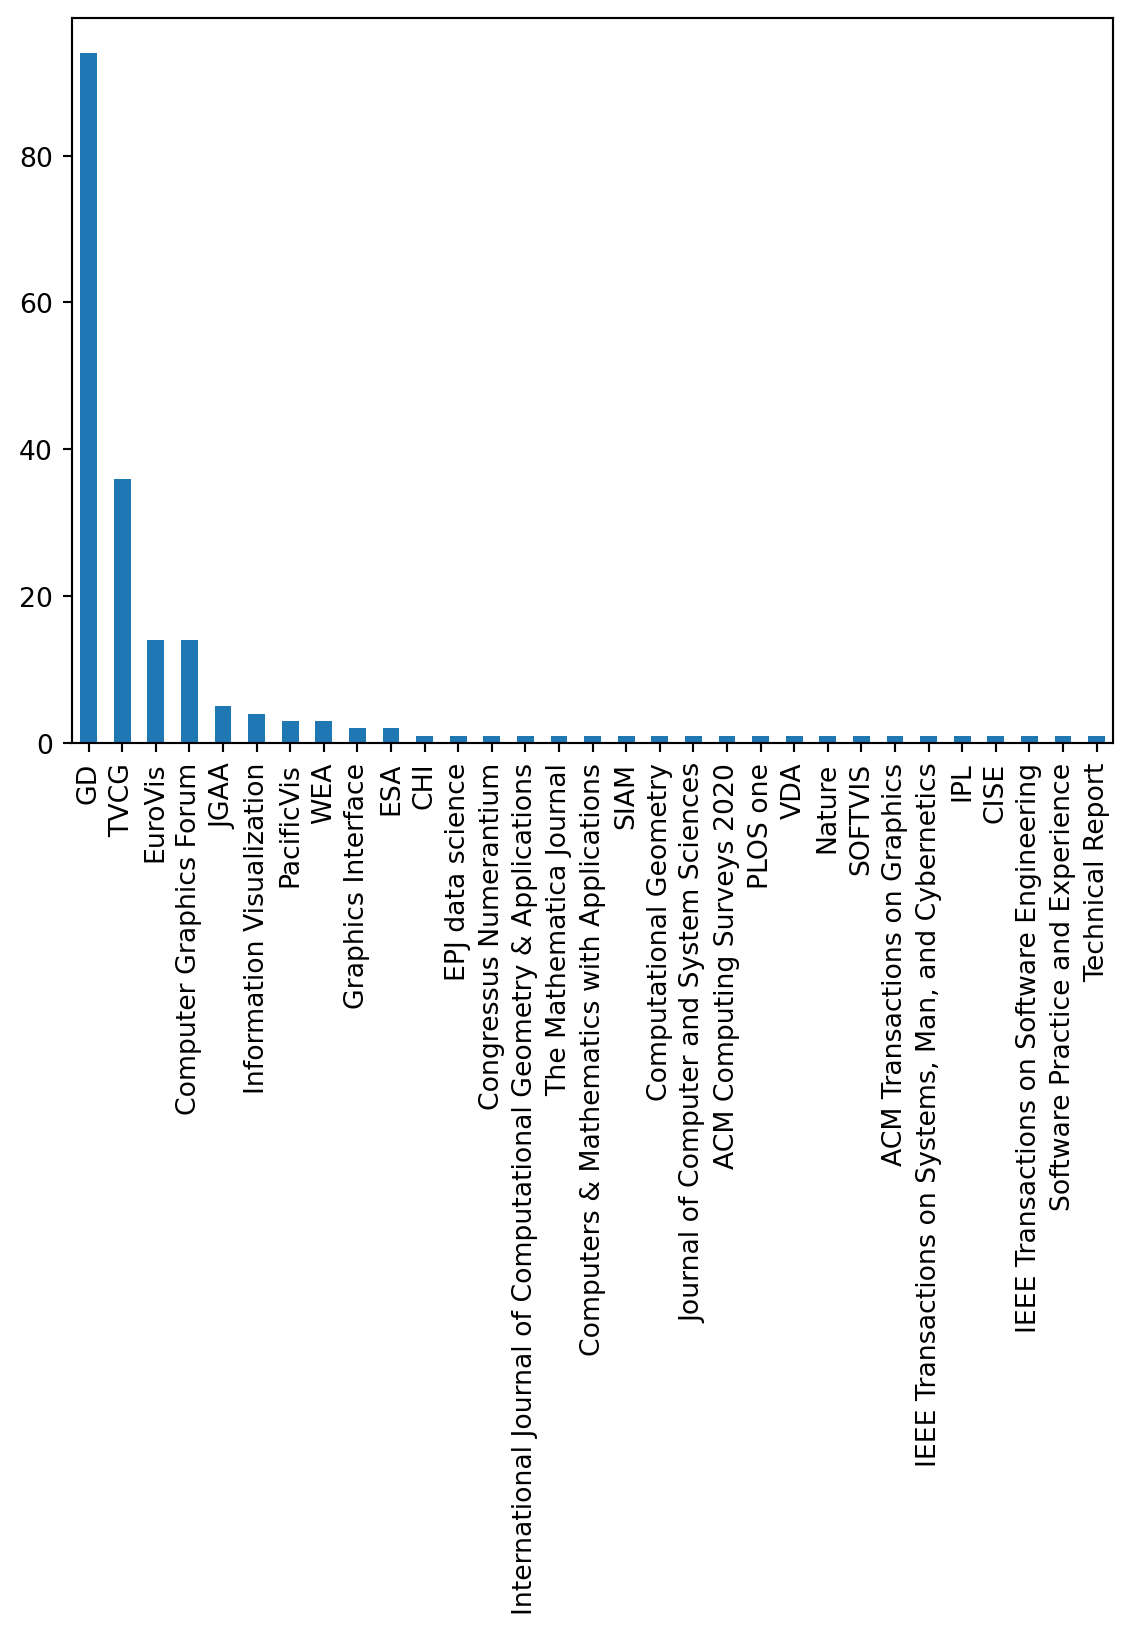 80
60
40
20
0
GD
TVCG
EuroVis
Computer Graphics Forum
JGAA
Information Visualization
PacificVis
WEA
Graphics Interface
ESA
CHI
EPJ data science
Congressus Numerantium
International Journal of Computational Geometry & Applications
The Mathematica Journal
Computers & Mathematics with Applications
SIAM
Computational Geometry
Journal of Computer and System Sciences
ACM Computing Surveys 2020
PLOS one
VDA
Nature
SOFTVIS
ACM Transactions on Graphics
IEEE Transactions on Systems, Man, and Cybernetics
IPL
CISE
IEEE Transactions on Software Engineering
Software Practice and Experience
Technical Report